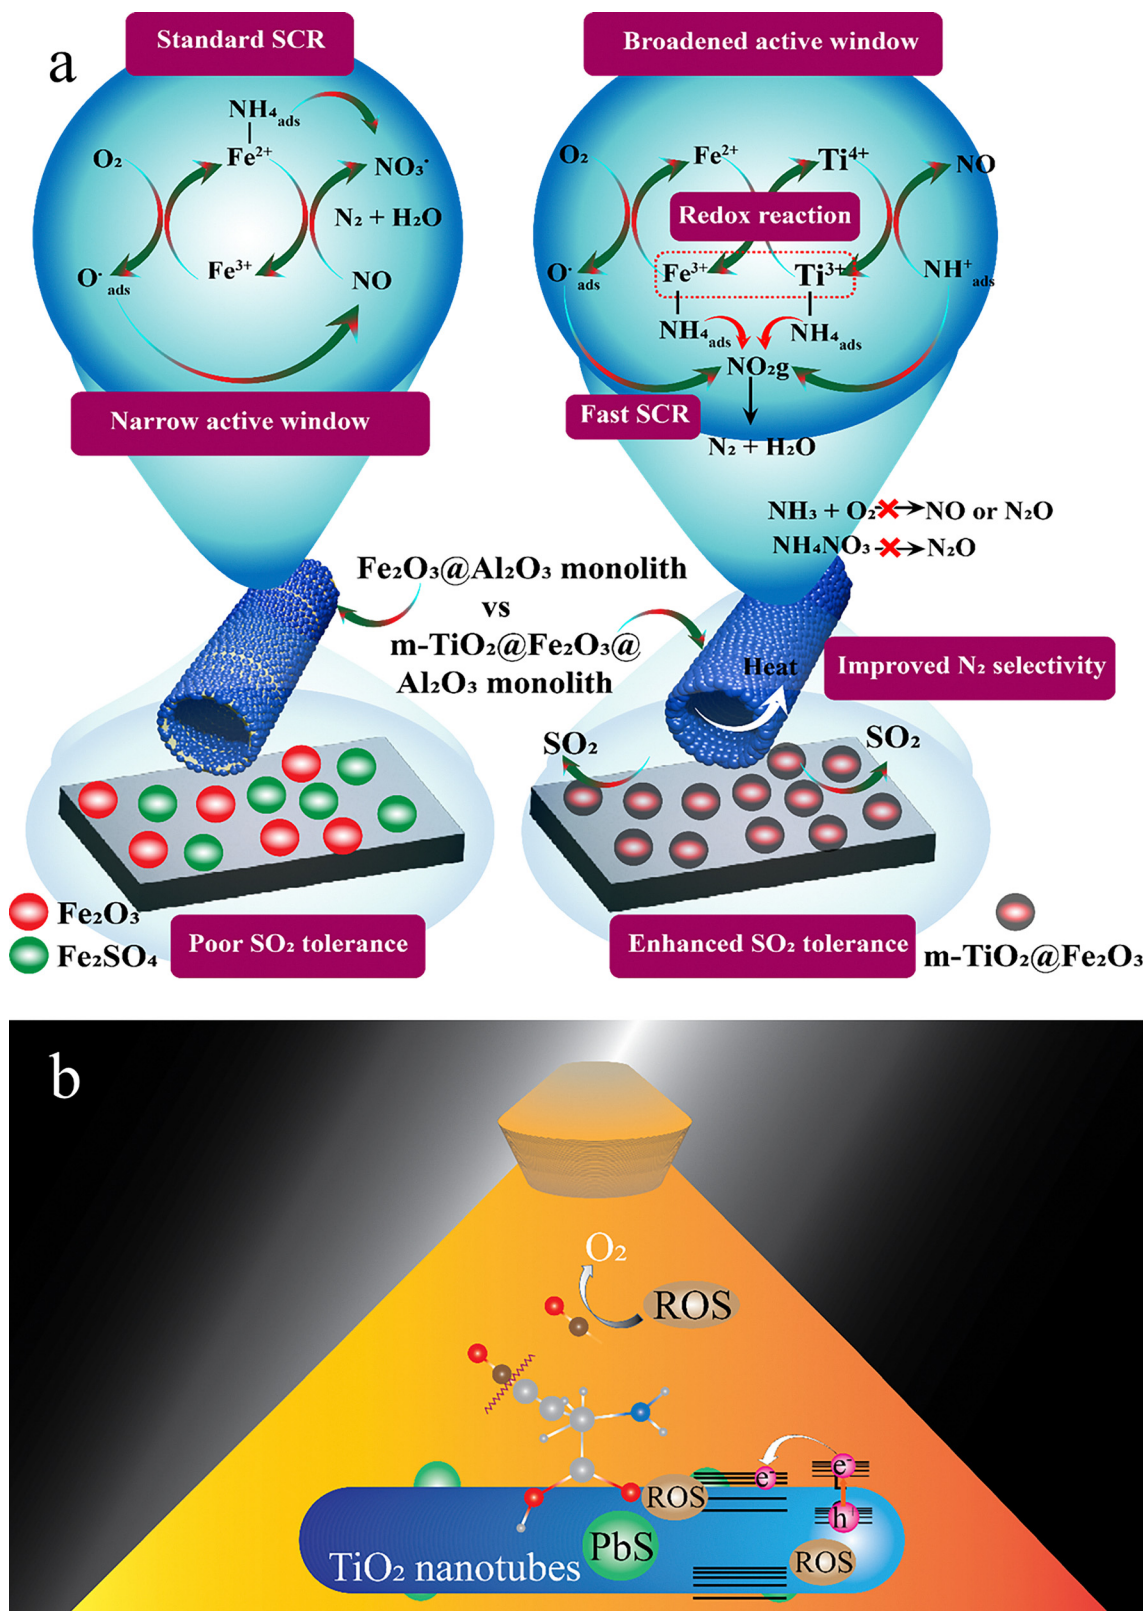 a
Standard SCR
NH₄ads
O₂
Fe²⁺
NO₃·
N₂ + H₂O
O·ads
Fe³⁺
NO
Narrow active window
Broadened active window
O₂
Fe²⁺
Ti⁴⁺
NO
Redox reaction
O·ads
Fe³⁺
Ti³⁺
NH⁺ads
NH₄ads
NH₄ads
NO₂g
Fast SCR
N₂ + H₂O
NH₃ + O₂ → NO or N₂O
NH₄NO₃ → N₂O
Fe₂O₃@Al₂O₃ monolith
vs
m-TiO₂@Fe₂O₃@
Al₂O₃ monolith
Heat
Improved N₂ selectivity
SO₂
SO₂
Fe₂O₃
Fe₂SO₄
Poor SO₂ tolerance
Enhanced SO₂ tolerance
m-TiO₂@Fe₂O₃
b
O₂
ROS
e⁻
e⁻
ROS
h⁺
PbS
TiO₂ nanotubes
ROS